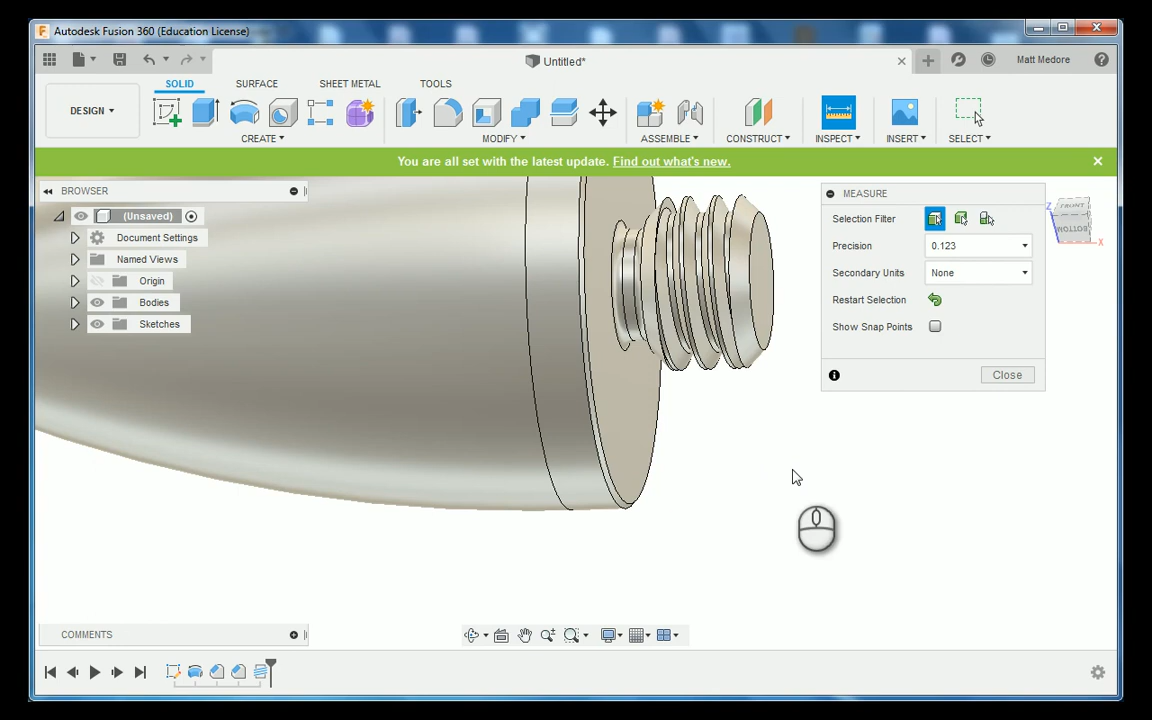 Autodesk Fusion 360 (Education License)
Untitled*
Matt Medore
SOLID SURFACE SHEET METAL TOOLS
DESIGN
CREATE MODIFY ASSEMBLE CONSTRUCT INSPECT INSERT SELECT
You are all set with the latest update. Find out what's new.
BROWSER
(Unsaved)
Document Settings
Named Views
Origin
Bodies
Sketches
MEASURE
Selection Filter
Precision 0.123
Secondary Units None
Restart Selection
Show Snap Points
Close
FRONT
BOTTOM
Z
X
COMMENTS